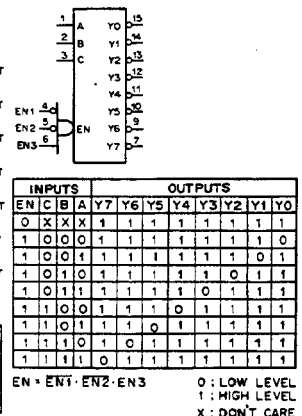 1 A YO 15
2 B Y1 14
3 C Y2 13
Y3 12
Y4 11
EN1 4 Y5 10
EN2 5 EN Y6 9
EN3 6 Y7 7
INPUTS OUTPUTS
EN C B A Y7 Y6 Y5 Y4 Y3 Y2 Y1 YO
0 X X X 1 1 1 1 1 1 1 1
1 0 0 0 1 1 1 1 1 1 1 0
1 0 0 1 1 1 1 1 1 1 0 1
1 0 1 0 1 1 1 1 1 0 1 1
1 0 1 1 1 1 1 1 0 1 1 1
1 1 0 0 1 1 1 0 1 1 1 1
1 1 0 1 1 1 0 1 1 1 1 1
1 1 1 0 1 0 1 1 1 1 1 1
1 1 1 1 0 1 1 1 1 1 1 1
EN = EN1 · EN2 · EN3 0 : LOW LEVEL
1 : HIGH LEVEL
X : DON'T CARE